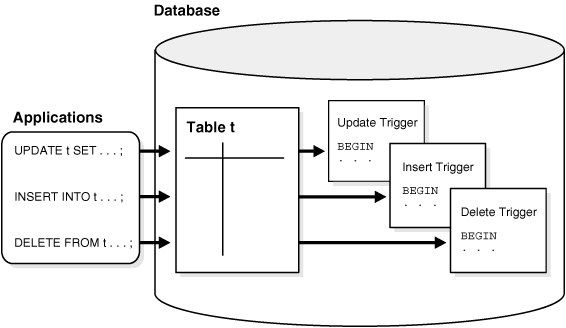 Database
Applications
UPDATE t SET . . . ;
INSERT INTO t . . . ;
DELETE FROM t . . . ;
Table t
Update Trigger
BEGIN
. . .
Insert Trigger
BEGIN
. . .
Delete Trigger
BEGIN
. . .